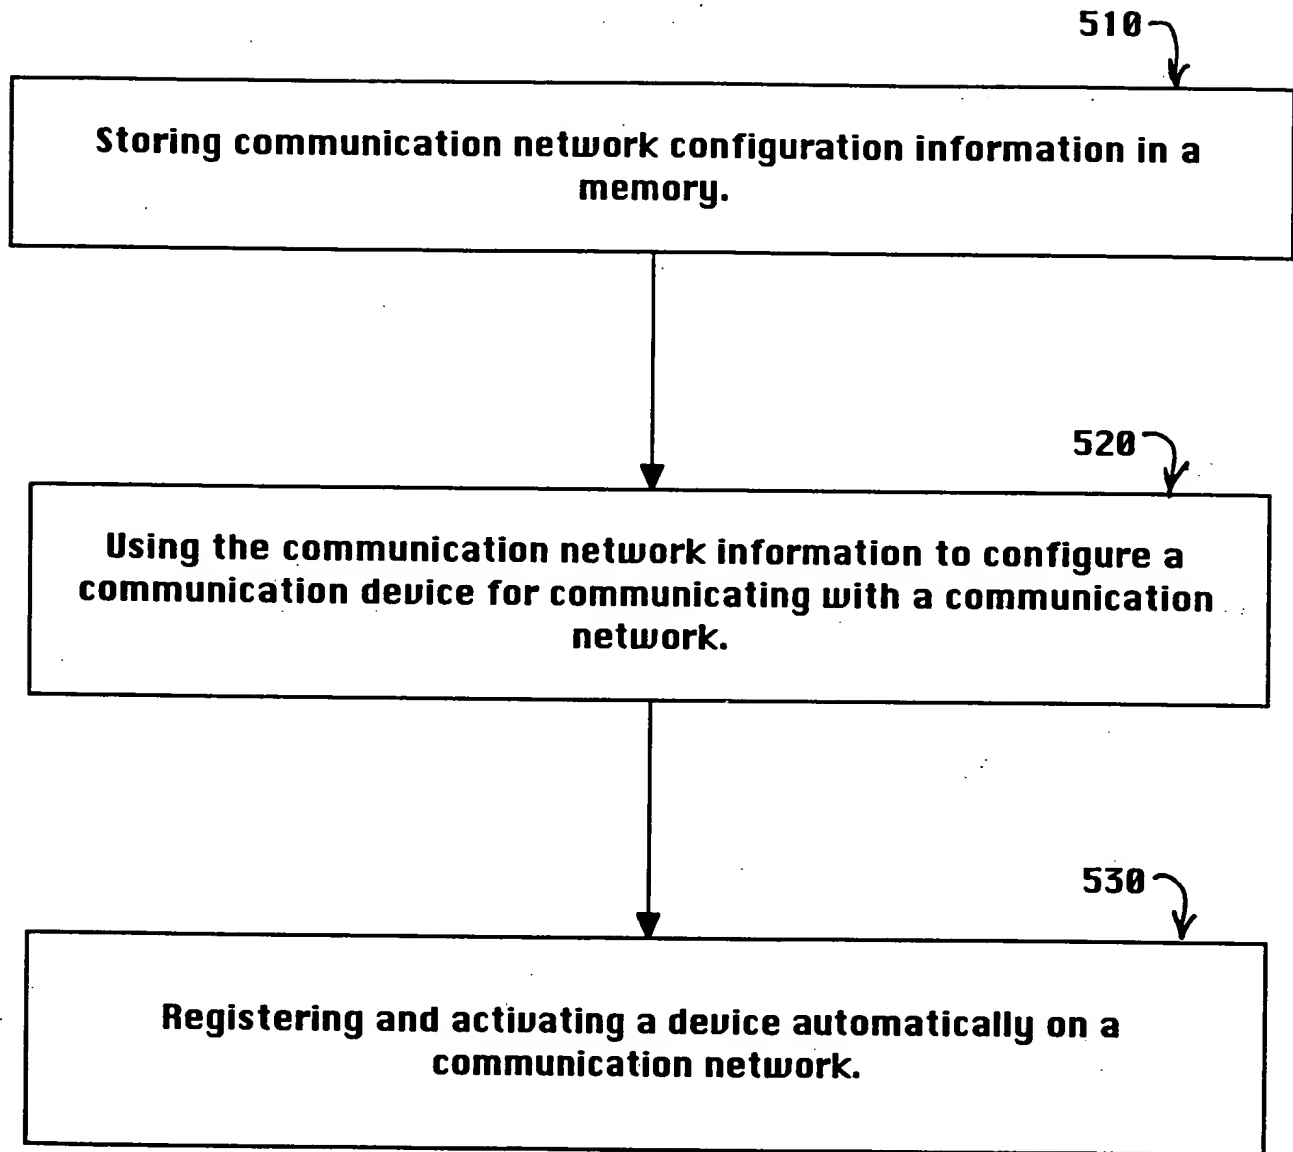 510
Storing communication network configuration information in a
memory.
520
Using the communication network information to configure a
communication device for communicating with a communication
network.
530
Registering and activating a device automatically on a
communication network.